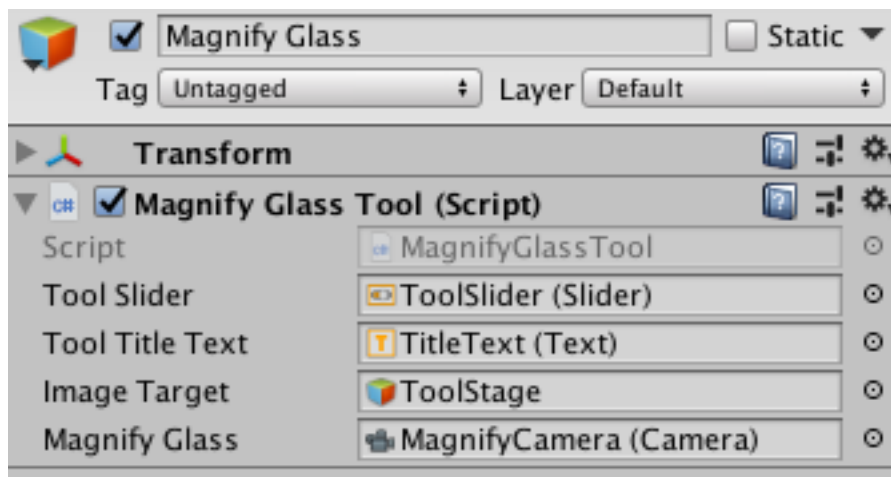 Magnify Glass Static
Tag Untagged Layer Default
Transform
C# Magnify Glass Tool (Script)
Script C# MagnifyGlassTool
Tool Slider ToolSlider (Slider)
Tool Title Text T TitleText (Text)
Image Target ToolStage
Magnify Glass MagnifyCamera (Camera)